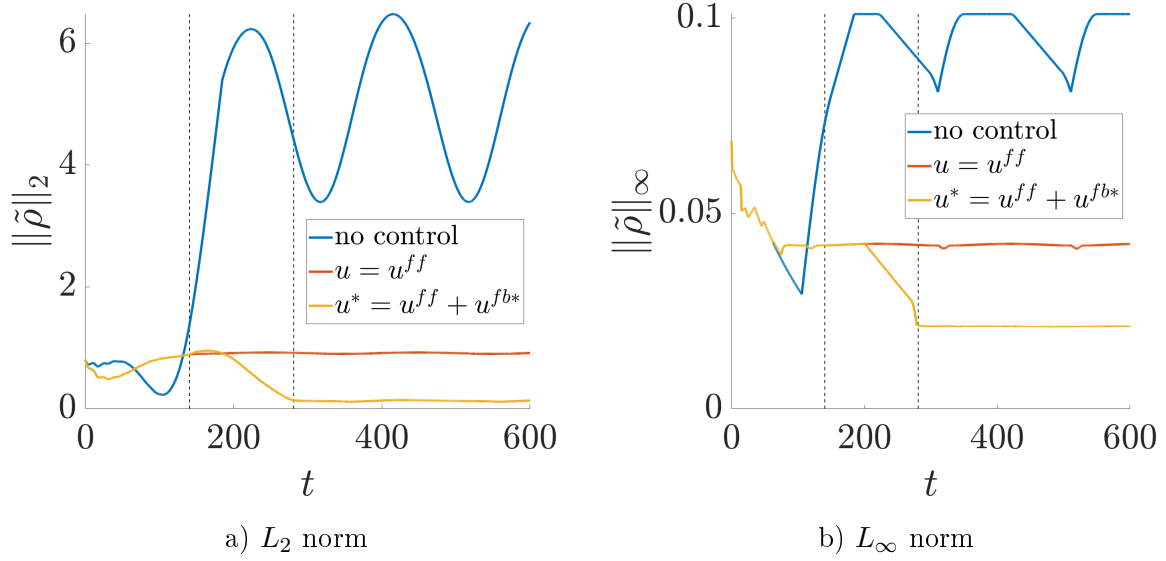 6
4
2
0
0
200
400
600
||ρ̃||₂
t
no control
u = u^{ff}
u* = u^{ff} + u^{fb*}
a) L₂ norm
0.1
0.05
0
0
200
400
600
||ρ̃||∞
t
no control
u = u^{ff}
u* = u^{ff} + u^{fb*}
b) L∞ norm